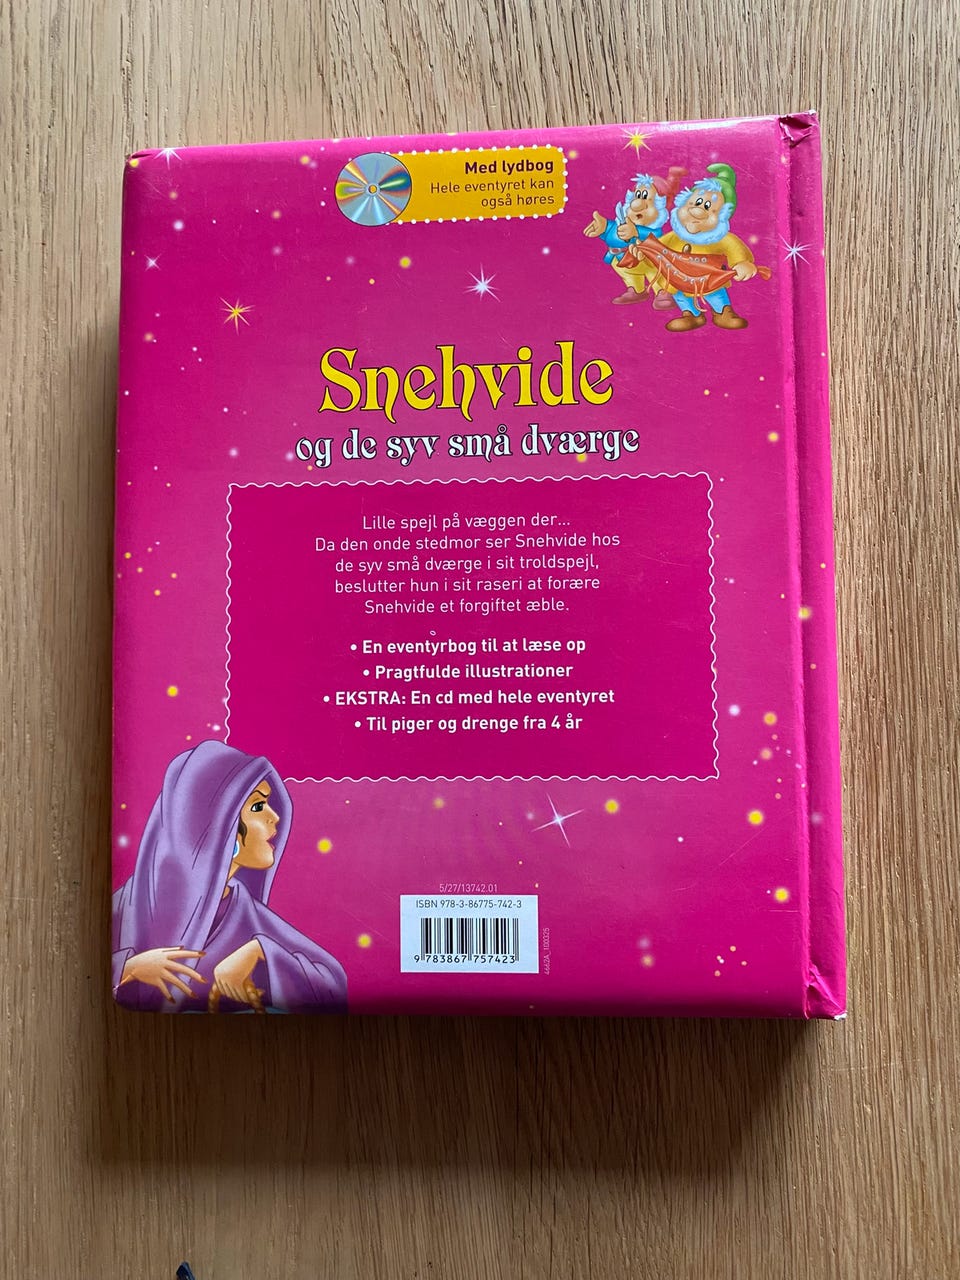 Med lydbog
Hele eventyret kan
også høres
Snehvide
og de syv små dværge
Lille spejl på væggen der...
Da den onde stedmor ser Snehvide hos
de syv små dværge i sit troldspejl,
beslutter hun i sit raseri at forære
Snehvide et forgiftet æble.
• En eventyrbog til at læse op
• Pragtfulde illustrationer
• EKSTRA: En cd med hele eventyret
• Til piger og drenge fra 4 år
5/27/13742.01
ISBN 978-3-86775-742-3
9 783867 757423
4662A_100325